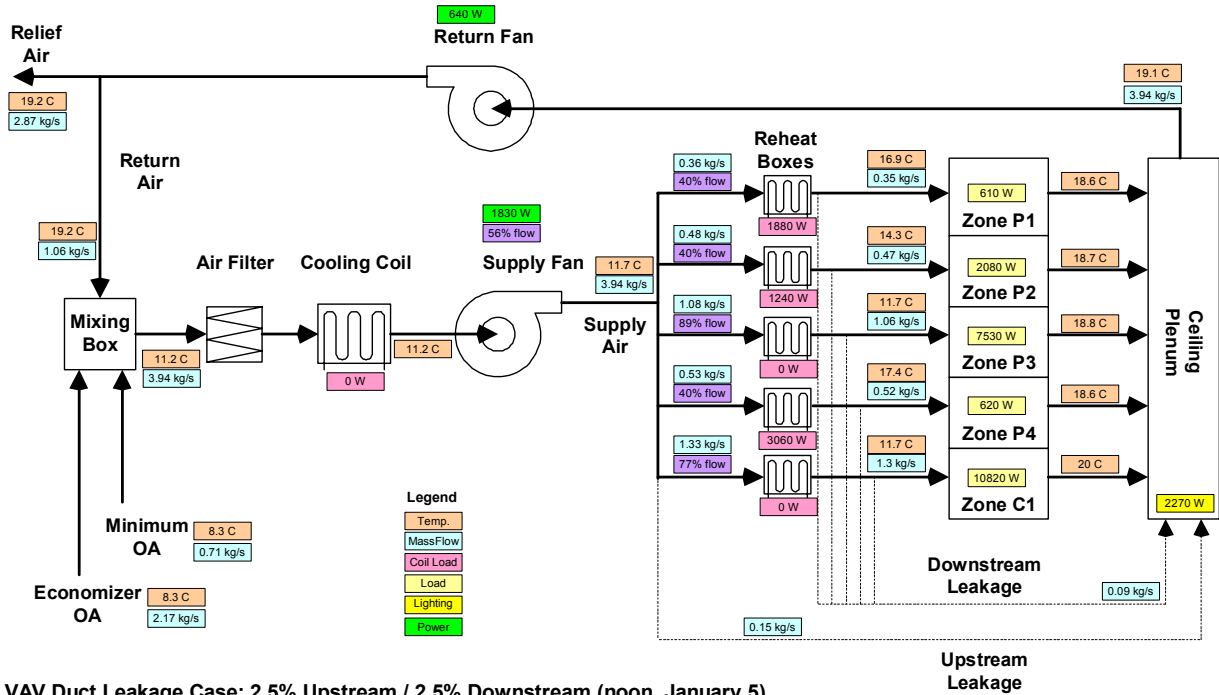 640 W
Return Fan
Relief
Air
19.2 C
2.87 kg/s
19.1 C
3.94 kg/s
Return
Air
19.2 C
1.06 kg/s
Reheat
Boxes
1830 W
56% flow
Air Filter
Cooling Coil
Supply Fan
11.7 C
3.94 kg/s
Supply
Air
Mixing
Box
11.2 C
3.94 kg/s
0 W
11.2 C
0.36 kg/s
40% flow
1880 W
16.9 C
0.35 kg/s
610 W
Zone P1
18.6 C
0.48 kg/s
40% flow
1240 W
14.3 C
0.47 kg/s
2080 W
Zone P2
18.7 C
1.08 kg/s
89% flow
0 W
11.7 C
1.06 kg/s
7530 W
Zone P3
18.8 C
0.53 kg/s
40% flow
3060 W
17.4 C
0.52 kg/s
620 W
Zone P4
18.6 C
1.33 kg/s
77% flow
0 W
11.7 C
1.3 kg/s
10820 W
Zone C1
20 C
Ceiling
Plenum
2270 W
Minimum
OA
8.3 C
0.71 kg/s
Economizer
OA
8.3 C
2.17 kg/s
Legend
Temp.
MassFlow
Coil Load
Load
Lighting
Power
Downstream
Leakage
0.09 kg/s
0.15 kg/s
Upstream
Leakage
VAV Duct Leakage Case: 2.5% Upstream / 2.5% Downstream (noon, January 5)